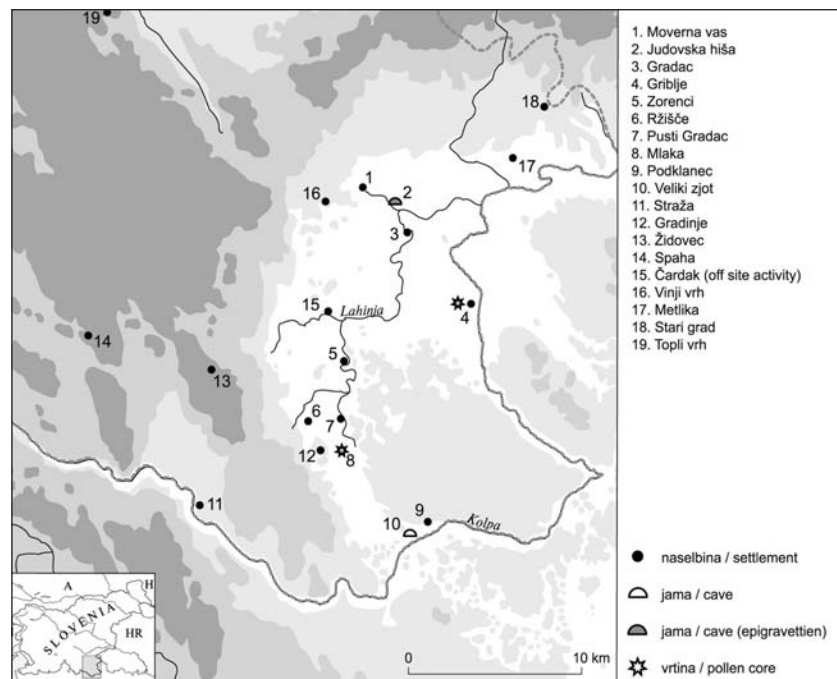 19
18
17
1
2
16
3
15
Lahinja
4
14
5
13
6
7
12
8
11
9
10
Kolpa
A
H
SLOVENIA
HR
0
10 km
1. Moverna vas
2. Judovska hiša
3. Gradac
4. Griblje
5. Zorenci
6. Ržišče
7. Pusti Gradac
8. Mlaka
9. Podklanec
10. Veliki zjot
11. Straža
12. Gradinje
13. Židovec
14. Spaha
15. Čardak (off site activity)
16. Vinji vrh
17. Metlika
18. Stari grad
19. Topli vrh
naselbina / settlement
jama / cave
jama / cave (epigravettien)
vrtina / pollen core